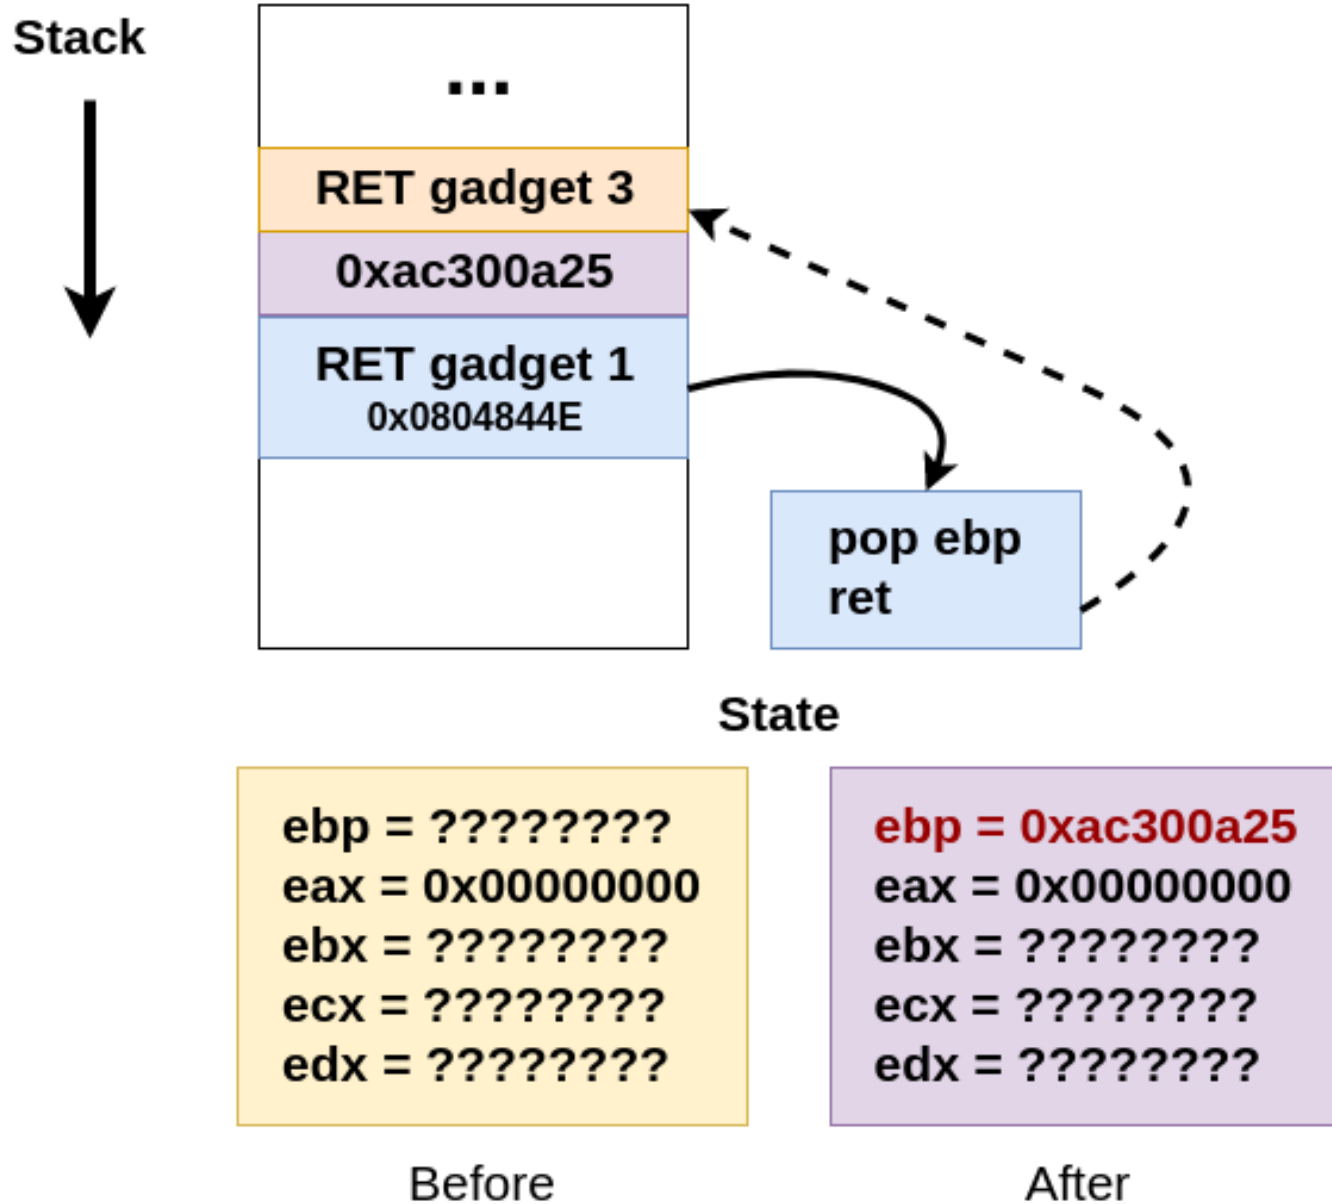 Stack
...
RET gadget 3
0xac300a25
RET gadget 1
0x0804844E
pop ebp
ret
State
ebp = ????????
eax = 0x00000000
ebx = ????????
ecx = ????????
edx = ????????
Before
ebp = 0xac300a25
eax = 0x00000000
ebx = ????????
ecx = ????????
edx = ????????
After